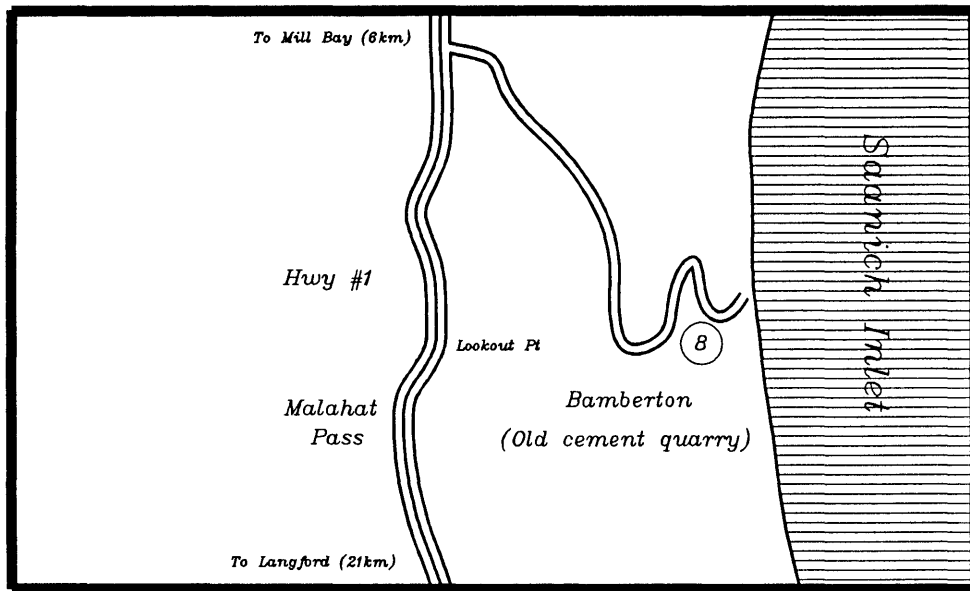 To Mill Bay (6km)
Saanich Inlet
Hwy #1
Lookout Pt
8
Malahat
Pass
Bamberton
(Old cement quarry)
To Langford (21km)